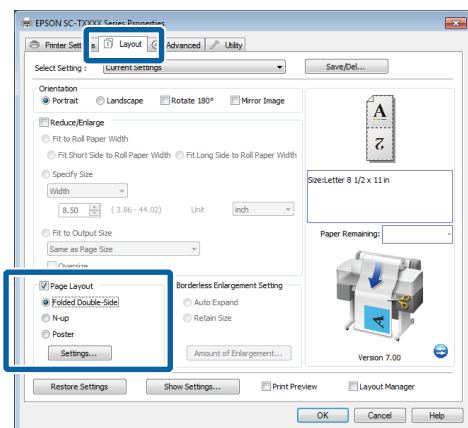 EPSON SC-TXXXX Series Properties
Printer Sett s Layout Advanced Utility
Select Setting : Current Settings Save/Del...
Orientation
Portrait Landscape Rotate 180° Mirror Image
Reduce/Enlarge
Fit to Roll Paper Width
Fit Short Side to Roll Paper Width Fit Long Side to Roll Paper Width
Specify Size
Width
8.50 ( 3.86 - 44.02) Unit inch
Fit to Output Size
Same as Page Size
Oversize
A
2
Size:Letter 8 1/2 x 11 in
Paper Remaining:
Page Layout
Folded Double-Side
N-up
Poster
Settings...
Borderless Enlargement Setting
Auto Expand
Retain Size
Amount of Enlargement...
A
Version 7.00
Restore Settings Show Settings... Print Preview Layout Manager
OK Cancel Help